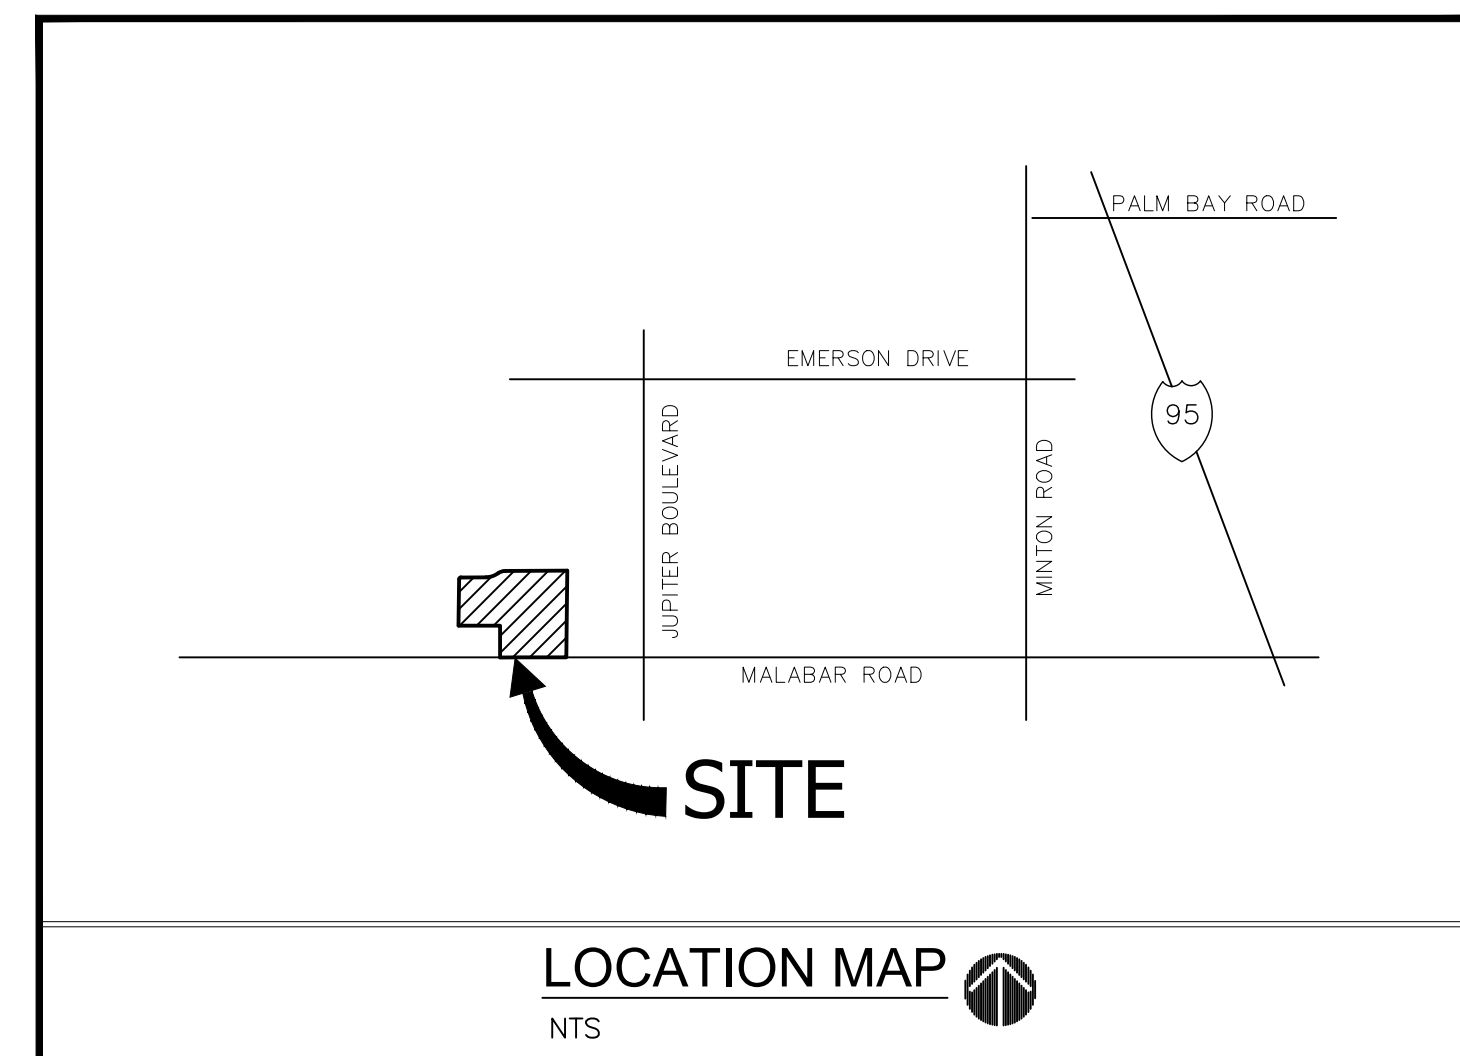 PALM BAY ROAD
EMERSON DRIVE
95
JUPITER BOULEVARD
MINTON ROAD
MALABAR ROAD
SITE
LOCATION MAP
NTS